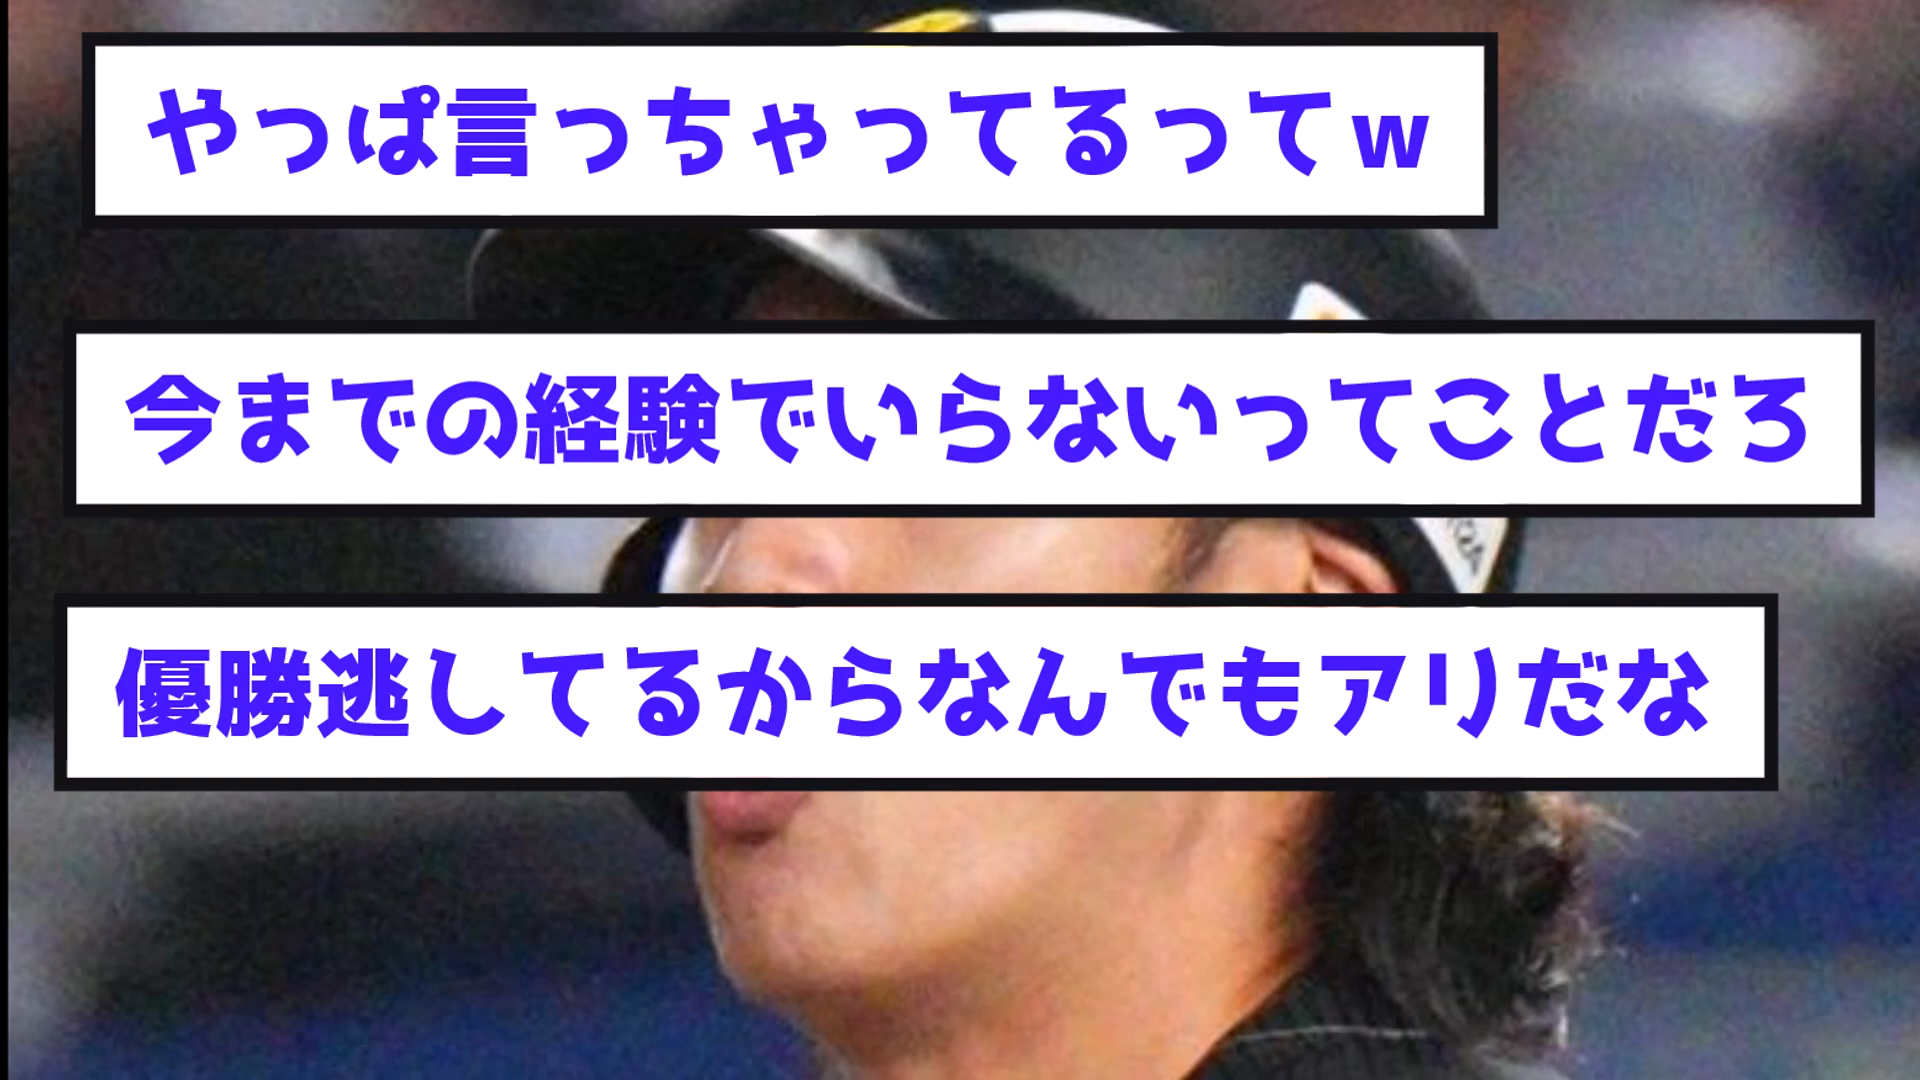 やっぱ言っちゃってるってw
今までの経験でいらないってことだろ
優勝逃してるからなんでもアリだな